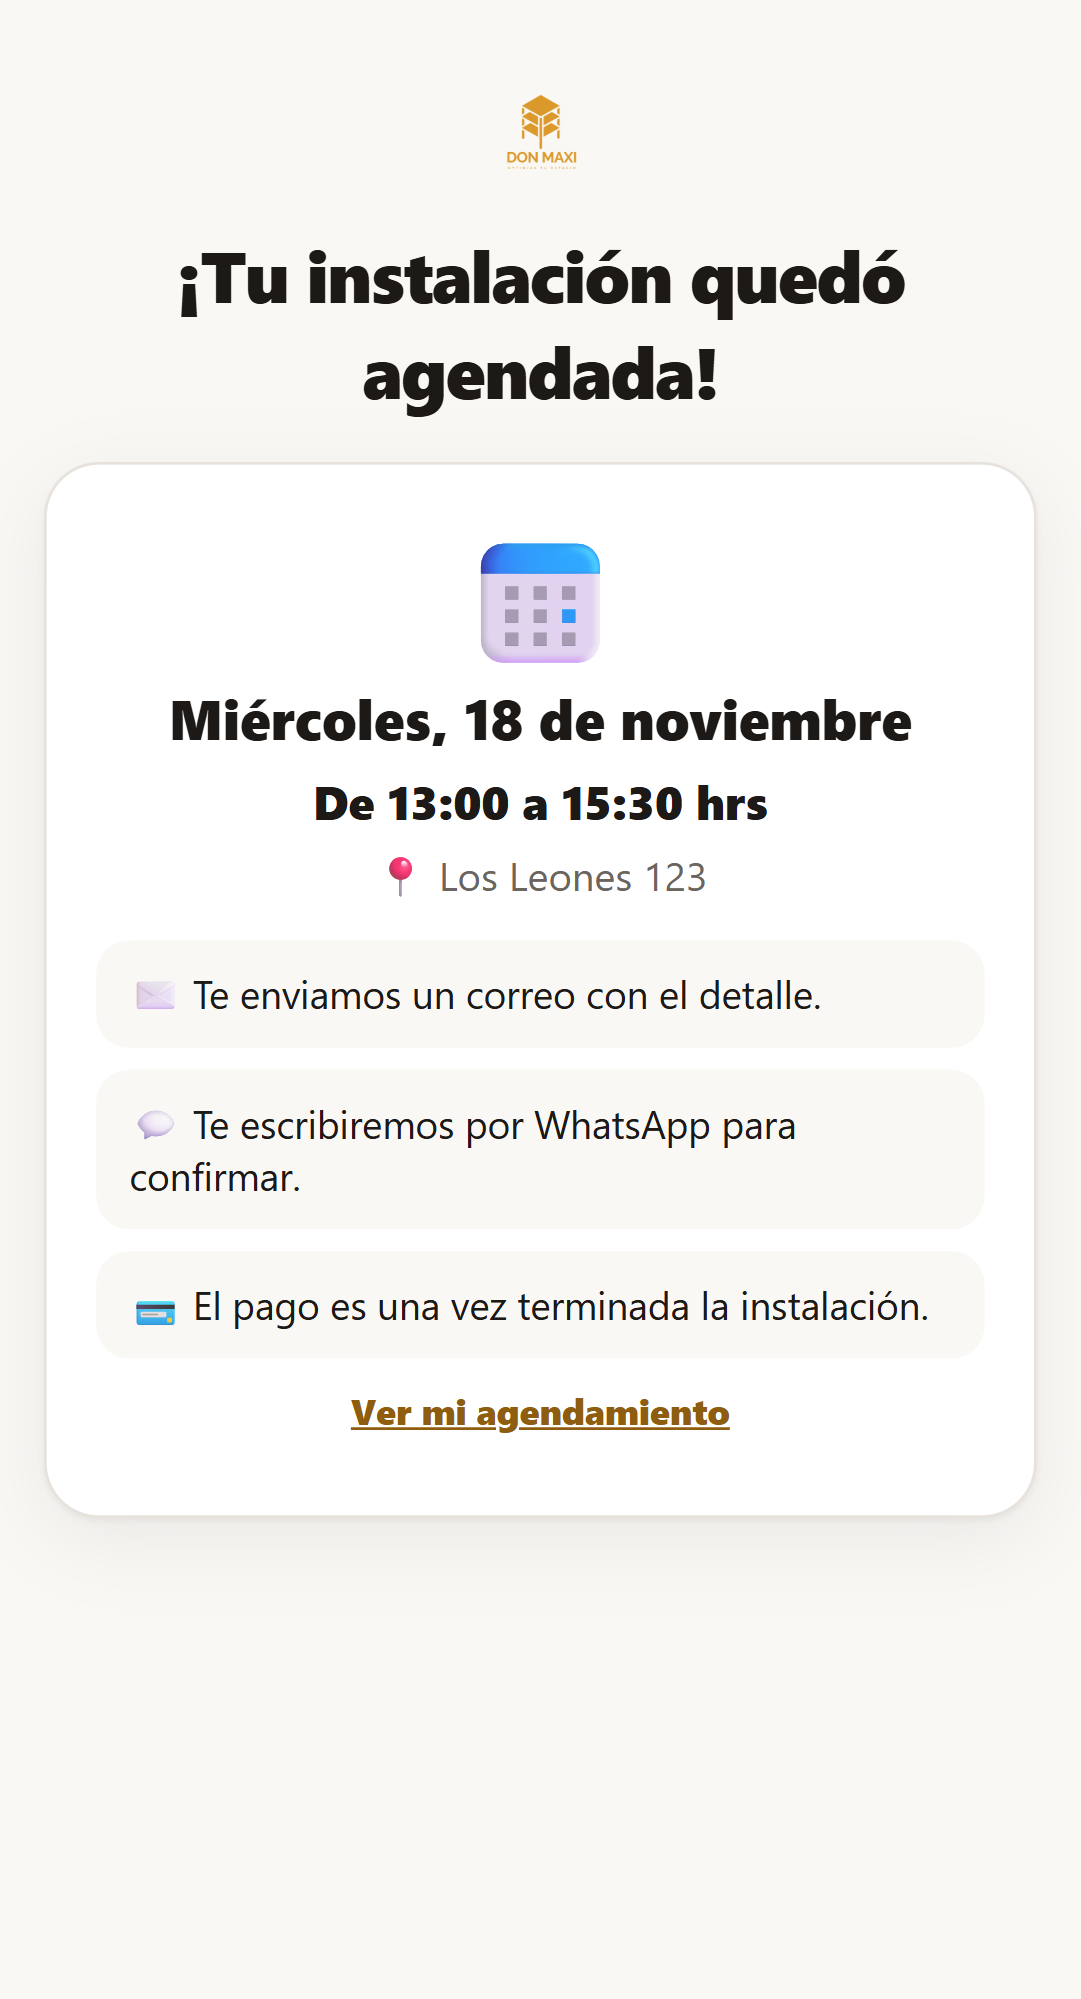 DON MAXI
¡Tu instalación quedó
agendada!
Miércoles, 18 de noviembre
De 13:00 a 15:30 hrs
Los Leones 123
Te enviamos un correo con el detalle.
Te escribiremos por WhatsApp para
confirmar.
El pago es una vez terminada la instalación.
Ver mi agendamiento